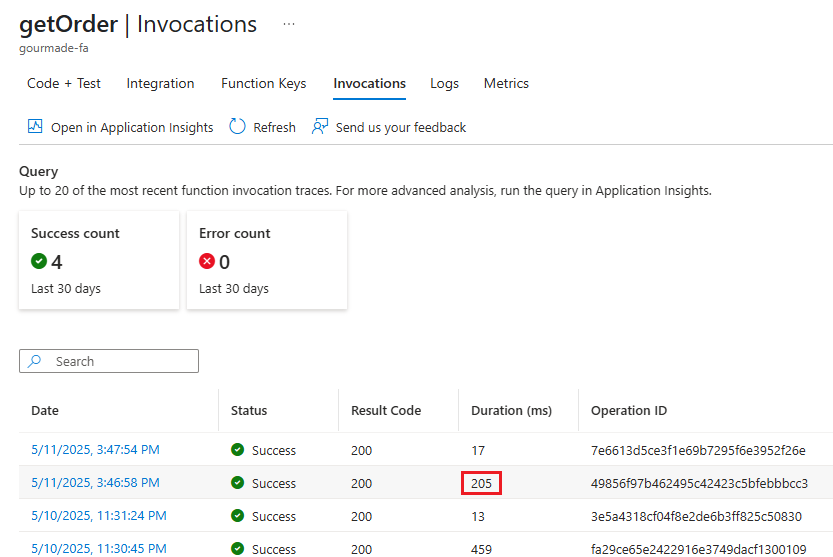 getOrder | Invocations ...
gourmade-fa
Code + Test Integration Function Keys Invocations Logs Metrics
Open in Application Insights Refresh Send us your feedback
Query
Up to 20 of the most recent function invocation traces. For more advanced analysis, run the query in Application Insights.
Success count Error count
4 0
Last 30 days Last 30 days
Search
Date Status Result Code Duration (ms) Operation ID
5/11/2025, 3:47:54 PM Success 200 17 7e6613d5ce3f1e69b7295f6e3952f26e
5/11/2025, 3:46:58 PM Success 200 205 49856f97b462495c42423c5bfebbbcc3
5/10/2025, 11:31:24 PM Success 200 13 3e5a4318cf04f8e2de6b3ff825c50830
5/10/2025, 11:30:45 PM Success 200 459 fa29ce65e2422916e3749dacf1300109